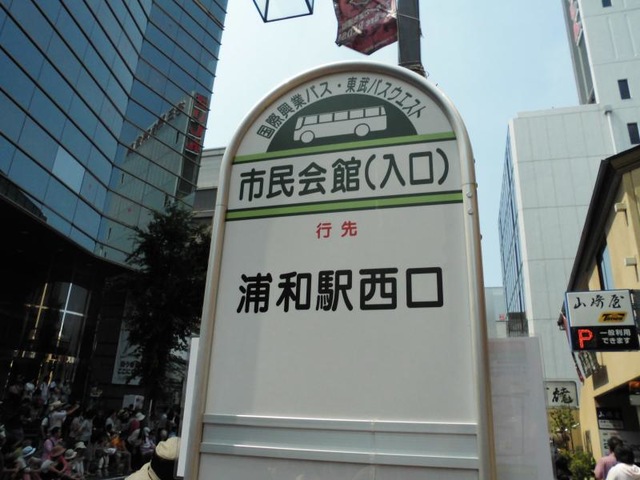 国際興業バス・東武バスウエスト
市民会館(入口)
行先
浦和駅西口
山崎屋
P 一般利用
できます